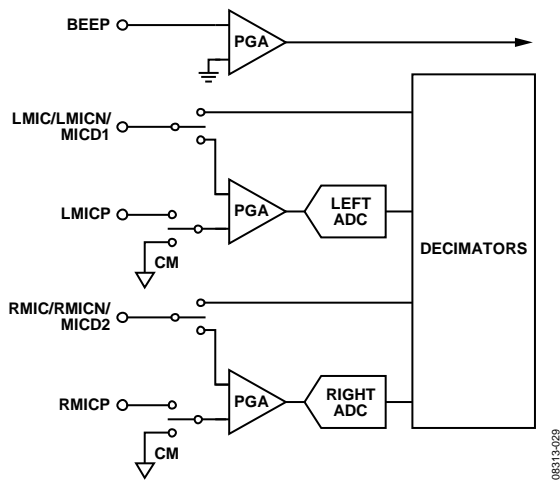 BEEP
PGA
LMIC/LMICN/
MICD1
LMICP
PGA
LEFT
ADC
CM
DECIMATORS
RMIC/RMICN/
MICD2
RMICP
PGA
RIGHT
ADC
CM
08313-029